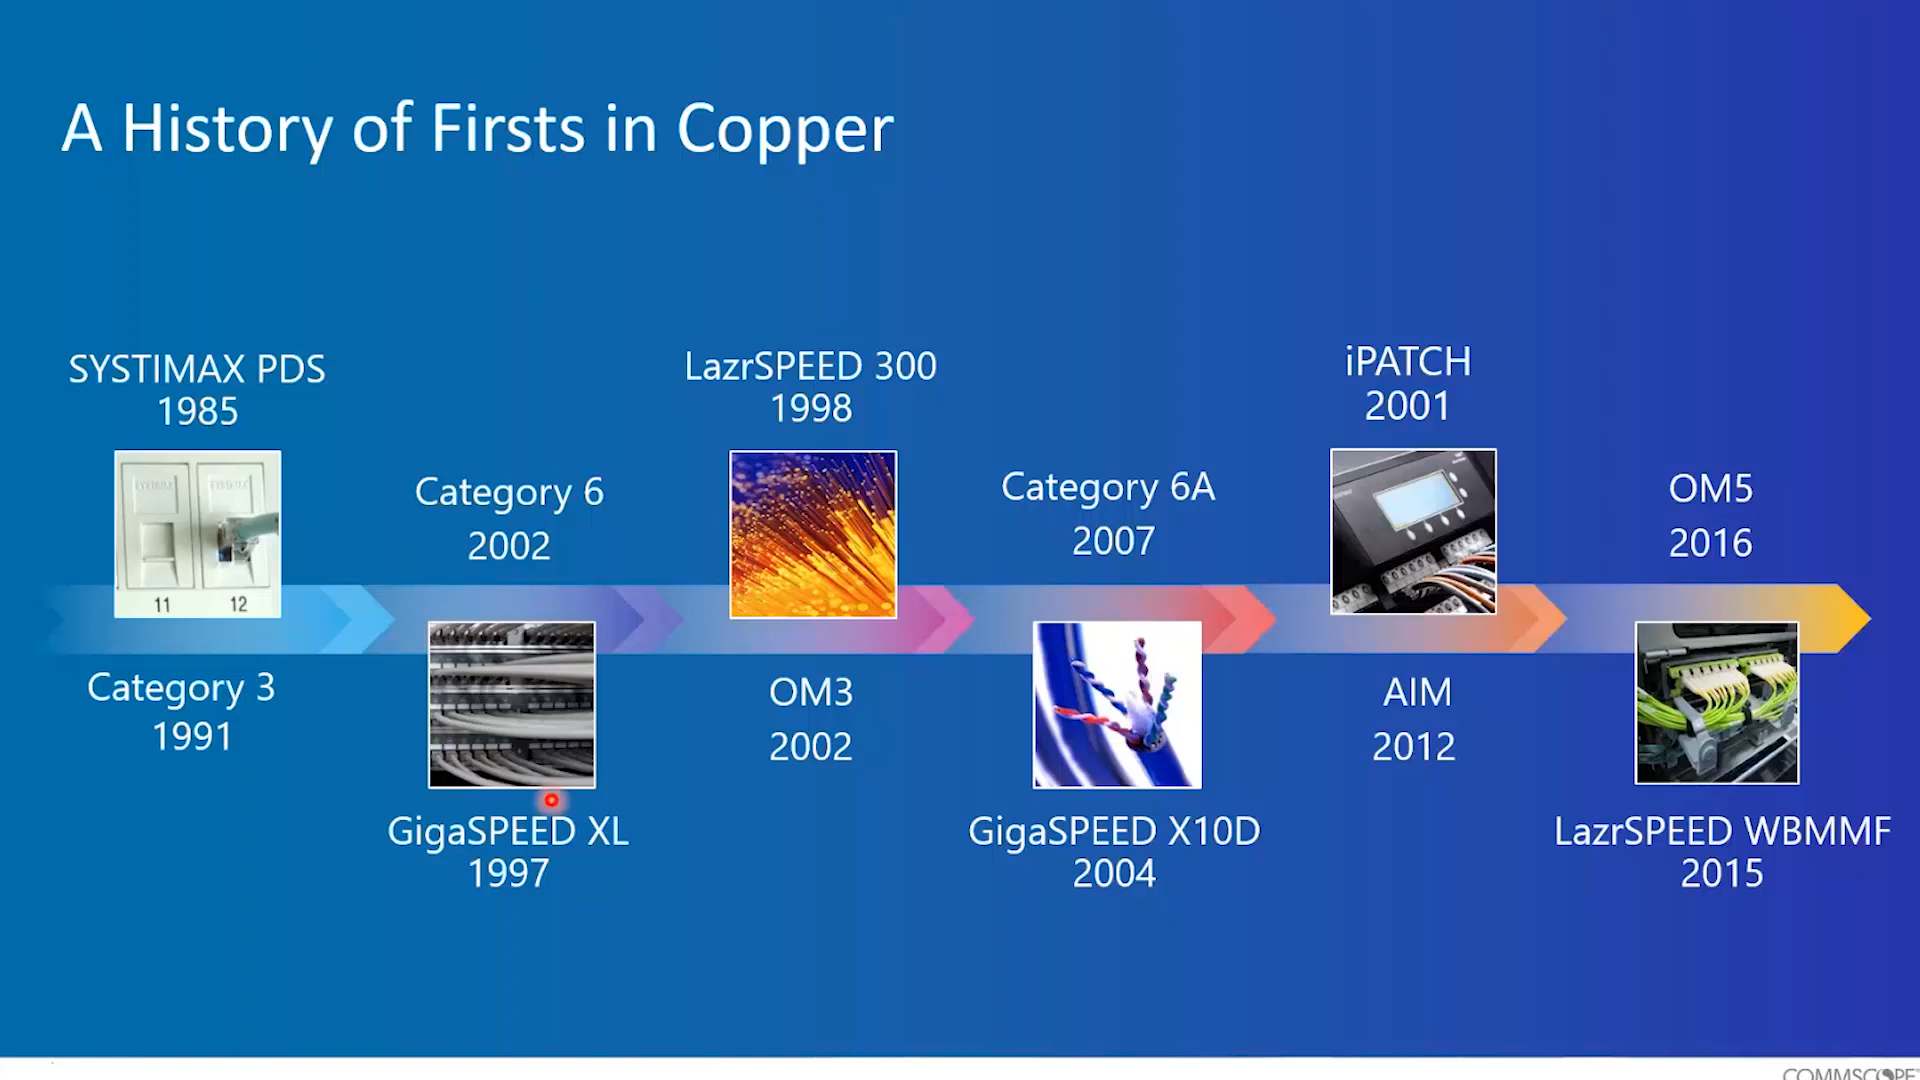 A History of Firsts in Copper
SYSTIMAX PDS
1985
11 12
Category 3
1991
Category 6
2002
GigaSPEED XL
1997
LazrSPEED 300
1998
OM3
2002
Category 6A
2007
GigaSPEED X10D
2004
iPATCH
2001
AIM
2012
OM5
2016
LazrSPEED WBMMF
2015
COMMSCOPE